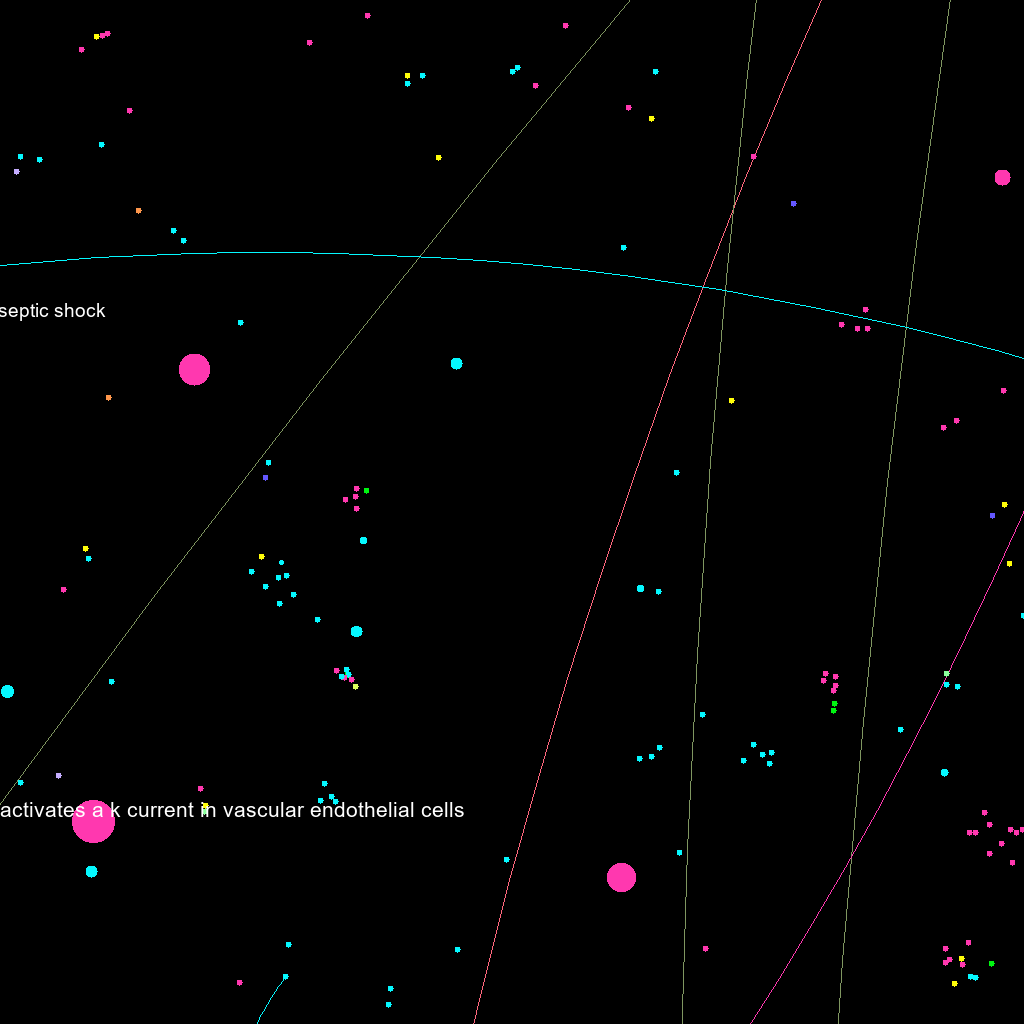 septic shock
activates a k current in vascular endothelial cells